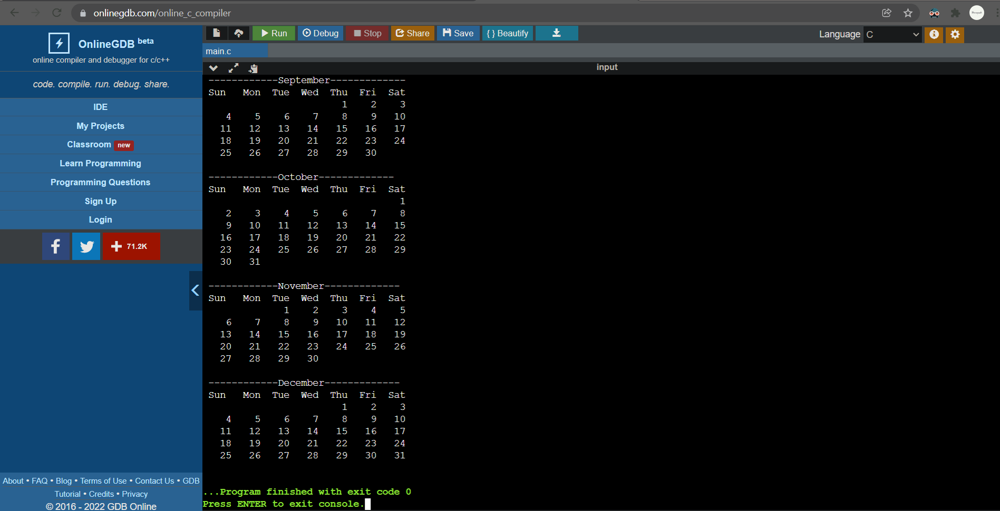 onlinegdb.com/online_c_compiler
OnlineGDB beta
online compiler and debugger for c/c++
code. compile. run. debug. share.
IDE
My Projects
Classroom new
Learn Programming
Programming Questions
Sign Up
Login
71.2K
About • FAQ • Blog • Terms of Use • Contact Us • GDB
Tutorial • Credits • Privacy
© 2016 - 2022 GDB Online
Run Debug Stop Share Save { } Beautify
Language C
main.c
input
------------September-------------
Sun Mon Tue Wed Thu Fri Sat
1 2 3
4 5 6 7 8 9 10
11 12 13 14 15 16 17
18 19 20 21 22 23 24
25 26 27 28 29 30
------------October-------------
Sun Mon Tue Wed Thu Fri Sat
1
2 3 4 5 6 7 8
9 10 11 12 13 14 15
16 17 18 19 20 21 22
23 24 25 26 27 28 29
30 31
------------November-------------
Sun Mon Tue Wed Thu Fri Sat
1 2 3 4 5
6 7 8 9 10 11 12
13 14 15 16 17 18 19
20 21 22 23 24 25 26
27 28 29 30
------------December-------------
Sun Mon Tue Wed Thu Fri Sat
1 2 3
4 5 6 7 8 9 10
11 12 13 14 15 16 17
18 19 20 21 22 23 24
25 26 27 28 29 30 31
...Program finished with exit code 0
Press ENTER to exit console.